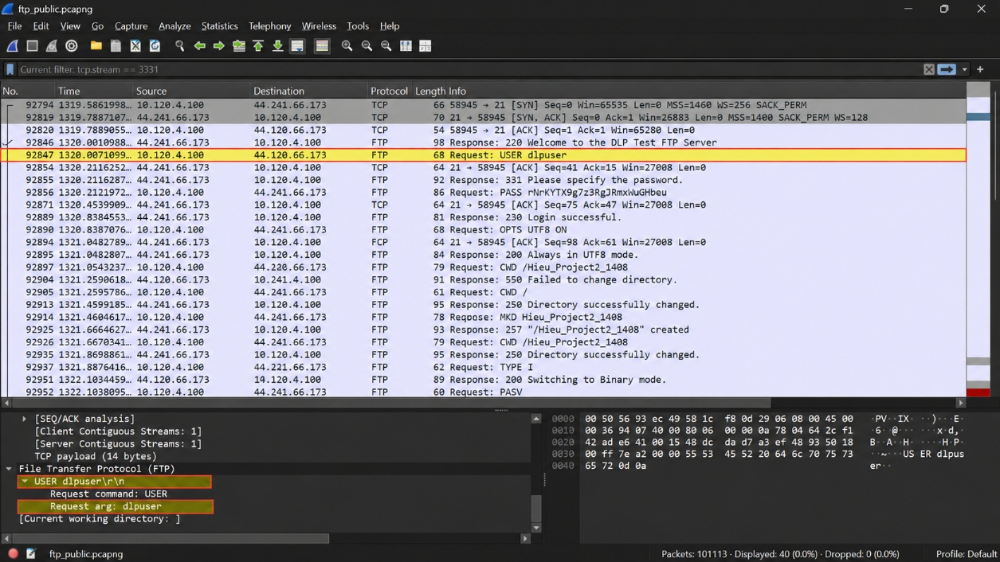 ftp_public.pcapng
File Edit View Go Capture Analyze Statistics Telephony Wireless Tools Help
Current filter: tcp.stream == 3331
No. Time Source Destination Protocol Length Info
92794 1319.5861998… 10.120.4.100 44.241.66.173 TCP 66 58945 → 21 [SYN] Seq=0 Win=65535 Len=0 MSS=1460 WS=256 SACK_PERM
92819 1319.7887107… 44.241.66.173 10.120.4.100 TCP 70 21 → 58945 [SYN, ACK] Seq=0 Ack=1 Win=26883 Len=0 MSS=1400 SACK_PERM WS=128
92820 1319.7889055… 10.120.4.100 44.241.66.173 TCP 54 58945 → 21 [ACK] Seq=1 Ack=1 Win=65280 Len=0
92846 1320.0010988… 44.241.66.173 10.120.4.100 FTP 98 Response: 220 Welcome to the DLP Test FTP Server
92847 1320.0071099… 10.120.4.100 44.120.66.173 FTP 68 Request: USER dlpuser
92854 1320.2116252… 44.241.66.173 10.120.4.100 TCP 64 21 → 58945 [ACK] Seq=41 Ack=15 Win=27008 Len=0
92855 1320.2116287… 44.241.66.173 10.120.4.100 FTP 92 Response: 331 Please specify the password.
92856 1320.2121972… 10.120.4.100 44.241.66.173 FTP 86 Request: PASS rNrKYTX9g7z3RgJRmxWuGHbeu
92871 1320.4539909… 44.241.66.173 10.120.4.100 TCP 64 21 → 58945 [ACK] Seq=75 Ack=47 Win=27008 Len=0
92889 1320.8384553… 44.241.66.173 10.120.4.100 FTP 81 Response: 230 Login successful.
92890 1320.8387076… 10.120.4.100 44.241.66.173 FTP 68 Request: OPTS UTF8 ON
92894 1321.0482789… 44.241.66.173 10.120.4.100 FCP 64 21 → 58945 [ACK] Seq=98 Ack=61 Win=27008 Len=0
92895 1321.0482807… 44.241.66.173 10.120.4.100 FTP 84 Response: 200 Always in UTF8 mode.
92897 1321.0543237… 10.120.4.100 44.220.66.173 FTP 79 Request: CWD /Hieu_Project2_1408
92904 1321.2590618… 44.241.66.173 10.241.4.100 FTP 91 Response: 550 Failed to change directory.
92905 1321.2595786… 10.120.4.100 44.241.66.173 FTP 61 Request: CWD /
92913 1321.4599185… 44.241.66.173 10.120.4.100 FTP 95 Response: 250 Directory successfully changed.
92914 1321.4604617… 10.120.4.100 44.241.66.173 FTP 78 Request: MKD Hieu_Project2_1408
92925 1321.6664627… 44.241.66.173 10.120.4.100 FTP 93 Response: 257 "/Hieu_Project2_1408" created
92926 1321.6670341… 10.120.4.100 44.120.66.173 FTP 79 Request: CWD /Hieu_Project2_1408
92935 1321.8698861… 44.241.66.173 10.120.4.100 FTP 95 Response: 250 Directory successfully changed.
92937 1321.8876416… 10.120.4.100 44.221.66.173 FTP 62 Request: TYPE I
92951 1322.1034459… 44.241.66.173 14.120.4.100 FTP 89 Response: 200 Switching to Binary mode.
92952 1322.1038095… 10.120.4.100 44.241.66.173 FTP 60 Request: PASV
[SEQ/ACK analysis]
[Client Contiguous Streams: 1]
[Server Contiguous Streams: 1]
TCP payload (14 bytes)
File Transfer Protocol (FTP)
USER dlpuser\r\n
Request command: USER
Request arg: dlpuser
[Current working directory: ]
0000 00 50 56 93 ec 49 58 1c f8 0d 29 06 08 00 45 00 ·PV··IX···)···E·
0010 00 36 94 07 40 00 80 06 00 00 0a 78 04 64 2c f1 ·6··@······x·d,·
0020 42 ad e6 41 00 15 48 dc da d7 a3 ef 48 93 50 18 B··A··H·····H·P·
0030 00 ff 7e a2 00 00 55 53 45 52 20 64 6c 70 75 73 ··~···US ER dlpus
0040 65 72 0d 0a er··
ftp_public.pcapng
Packets: 101113 · Displayed: 40 (0.0%) · Dropped: 0 (0.0%)
Profile: Default